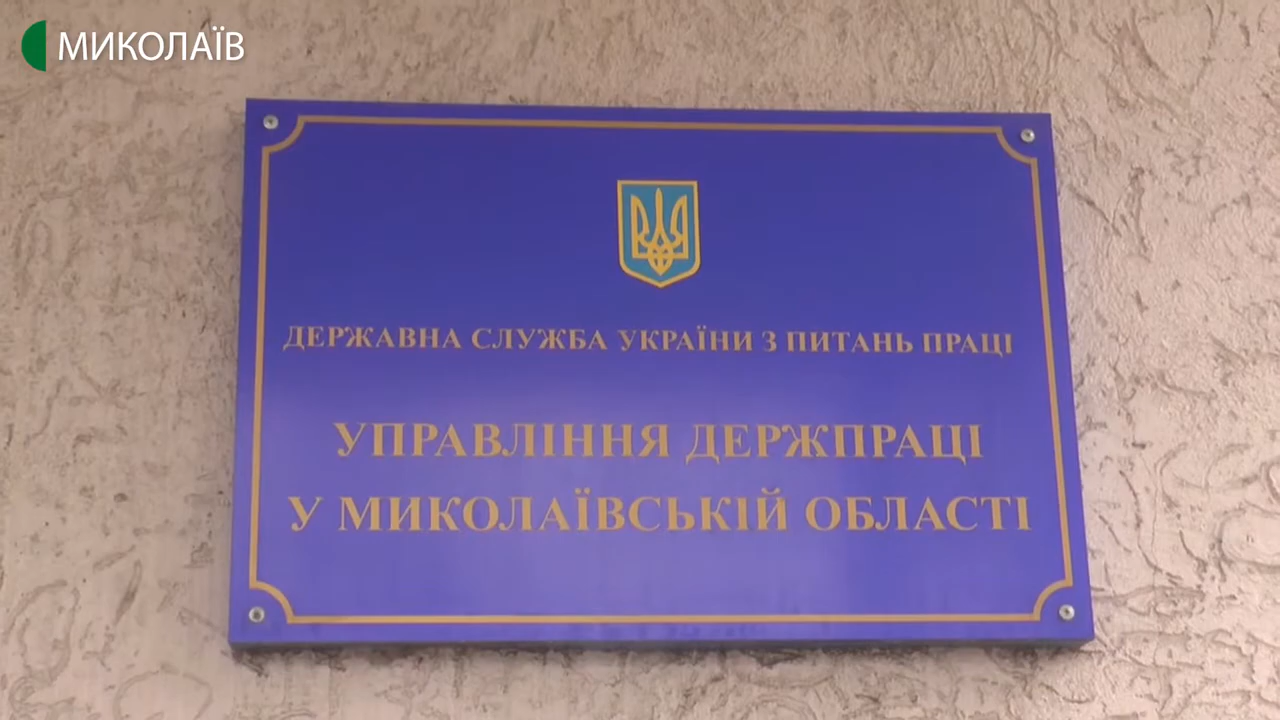 МИКОЛАЇВ
ДЕРЖАВНА СЛУЖБА УКРАЇНИ З ПИТАНЬ ПРАЦІ
УПРАВЛІННЯ ДЕРЖПРАЦІ
У МИКОЛАЇВСЬКІЙ ОБЛАСТІ